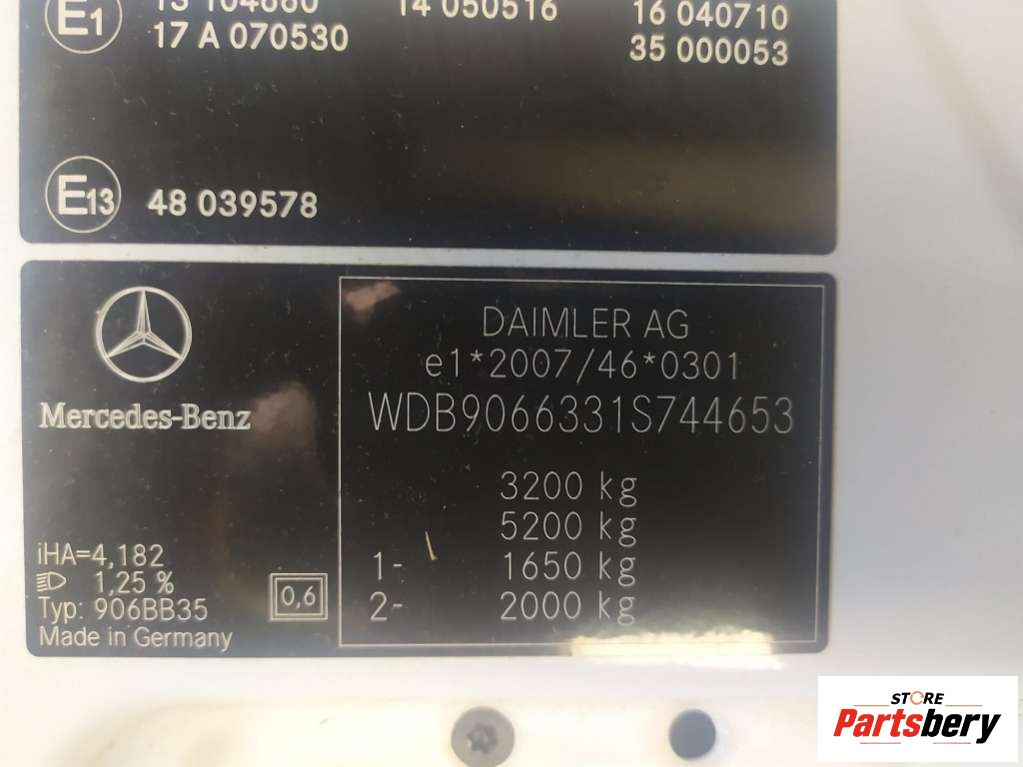 E1 13 104660 14 050516 16 040710
17 A 070530 35 000053
E13 48 039578
Mercedes-Benz
DAIMLER AG
e1*2007/46*0301
WDB9066331S744653
3200 kg
5200 kg
1- 1650 kg
2- 2000 kg
iHA=4,182
1,25 %
Typ: 906BB35
Made in Germany
0,6
STORE
Partsbery